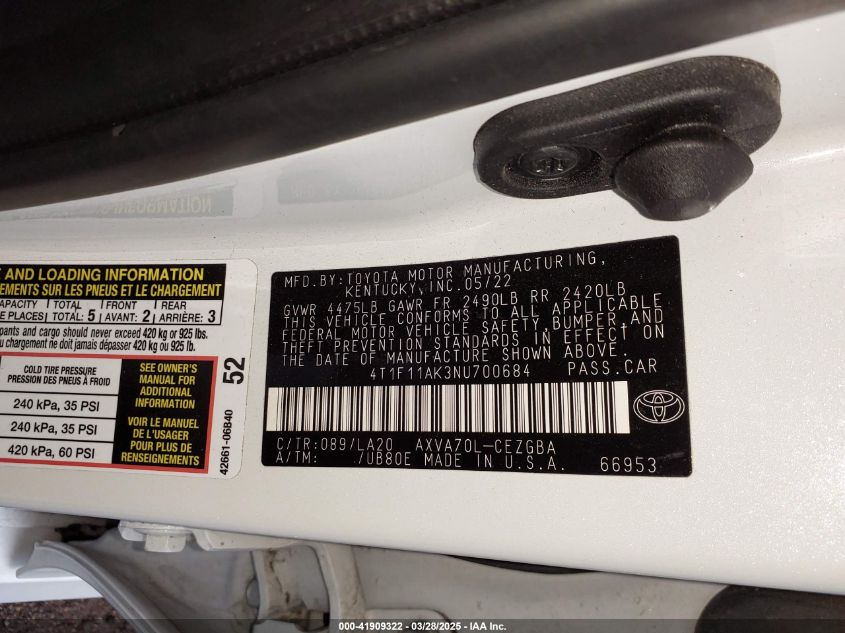 E AND LOADING INFORMATION
EMENTS SUR LES PNEUS ET LE CHARGEMENT
CAPACITY TOTAL FRONT REAR
E PLACES TOTAL: 5 AVANT: 2 ARRIÈRE: 3
pants and cargo should never exceed 420 kg or 925 lbs.
u chargement ne doit jamais dépasser 420 kg ou 925 lb.
COLD TIRE PRESSURE
PRESSION DES PNEUS À FROID
240 kPa, 35 PSI
240 kPa, 35 PSI
420 kPa, 60 PSI
SEE OWNER'S
MANUAL FOR
ADDITIONAL
INFORMATION
VOIR LE MANUEL
DE L'USAGER
POUR PLUS DE
RENSEIGNEMENTS
52
42661-06B40
MFD.BY:TOYOTA MOTOR MANUFACTURING,
KENTUCKY,INC.05/22
GVWR 4475LB GAWR FR 2490LB RR 2420LB
THIS VEHICLE CONFORMS TO ALL APPLICABLE
FEDERAL MOTOR VEHICLE SAFETY,BUMPER,AND
THEFT PREVENTION STANDARDS IN EFFECT ON
THE DATE OF MANUFACTURE SHOWN ABOVE.
4T1F11AK3NU700684 PASS.CAR
C/TR:089/LA20 AXVA70L-CEZGBA
A/TM: /UB80E MADE IN U.S.A. 66953
000-41909322 | 03/28/2025 - IAA Inc.